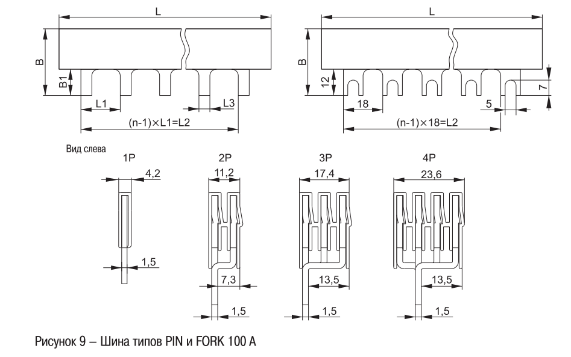 L
L
B
B1
B
12
7
L1
L3
18
5
(n-1)×L1=L2
(n-1)×18=L2
Вид слева
1P
2P
3P
4P
4,2
11,2
17,4
23,6
1,5
7,3
13,5
13,5
1,5
1,5
1,5
Рисунок 9 – Шина типов PIN и FORK 100 А